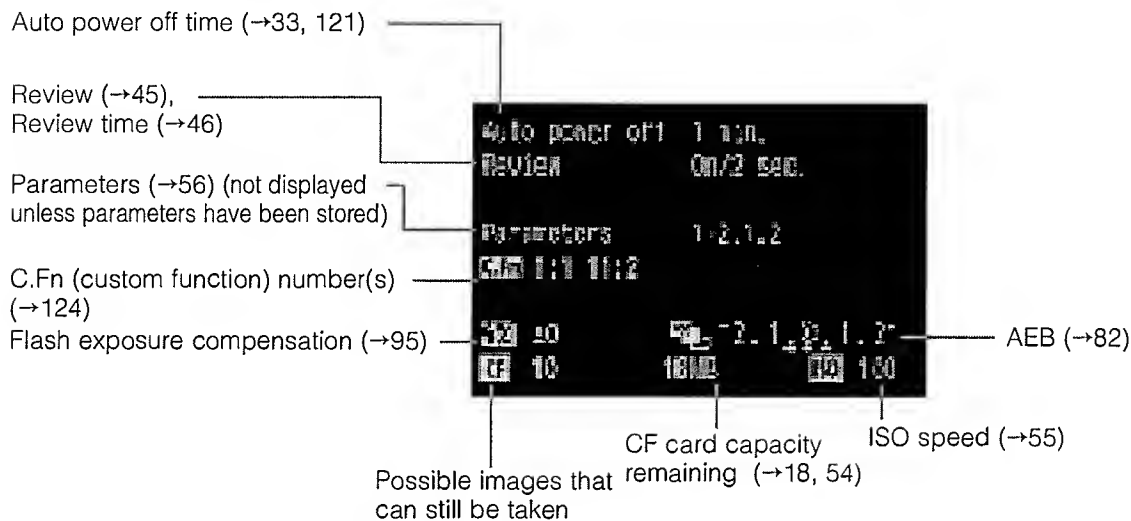 Auto power off time (→33, 121)
Review (→45),
Review time (→46)
Parameters (→56) (not displayed
unless parameters have been stored)
C.Fn (custom function) number(s)
(→124)
Flash exposure compensation (→95)
Auto power off 1 min.
Review On/2 sec.
Parameters 1
CF 10
AEB (→82)
ISO speed (→55)
CF card capacity
remaining (→18, 54)
Possible images that
can still be taken